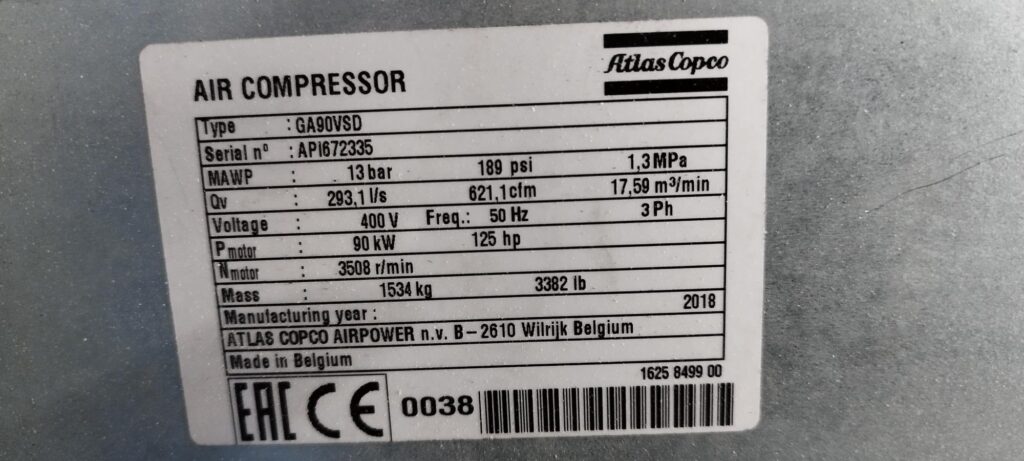 Atlas Copco
AIR COMPRESSOR
Type : GA90VSD
Serial nº : API672335
MAWP : 13 bar 189 psi 1,3 MPa
Qv : 293,1 l/s 621,1 cfm 17,59 m³/min
Voltage : 400 V Freq.: 50 Hz 3 Ph
P motor : 90 kW 125 hp
N motor : 3508 r/min
Mass : 1534 kg 3382 lb
Manufacturing year : 2018
ATLAS COPCO AIRPOWER n.v. B-2610 Wilrijk Belgium
Made in Belgium
1625 8499 00
EAC CE 0038